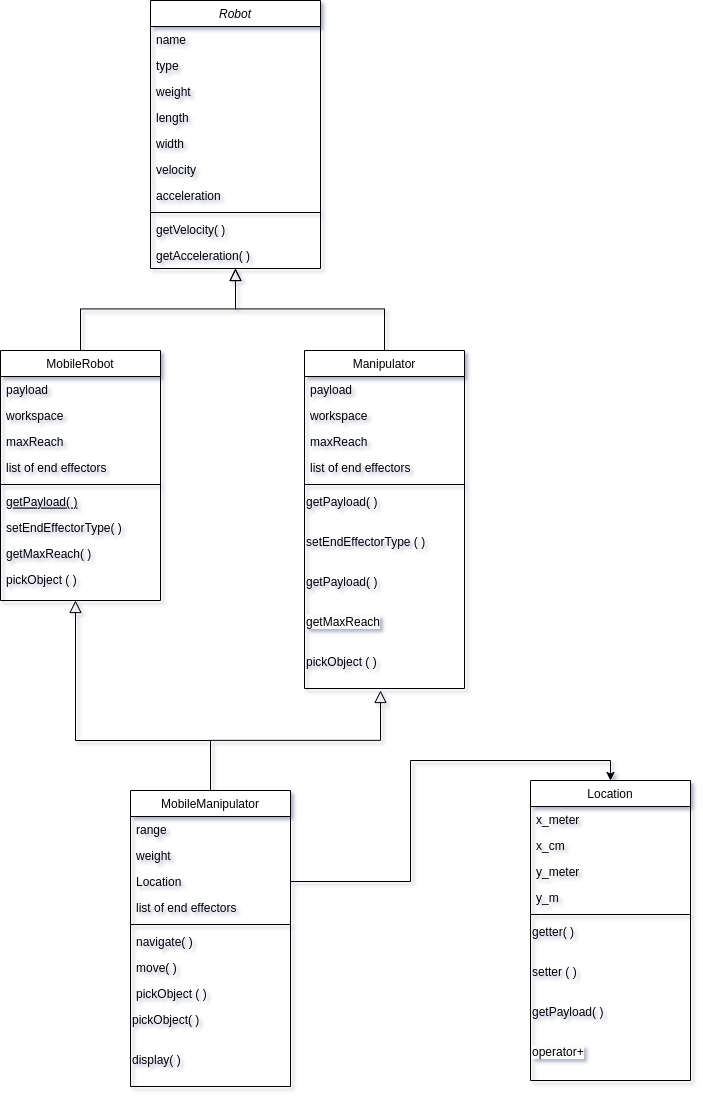 Robot
name
type
weight
length
width
velocity
acceleration
getVelocity( )
getAcceleration( )
MobileRobot
payload
workspace
maxReach
list of end effectors
getPayload( )
setEndEffectorType( )
getMaxReach( )
pickObject ( )
Manipulator
payload
workspace
maxReach
list of end effectors
getPayload( )
setEndEffectorType ( )
getPayload( )
getMaxReach
pickObject ( )
MobileManipulator
range
weight
Location
list of end effectors
navigate( )
move( )
pickObject ( )
pickObject( )
display( )
Location
x_meter
x_cm
y_meter
y_m
getter( )
setter ( )
getPayload( )
operator+